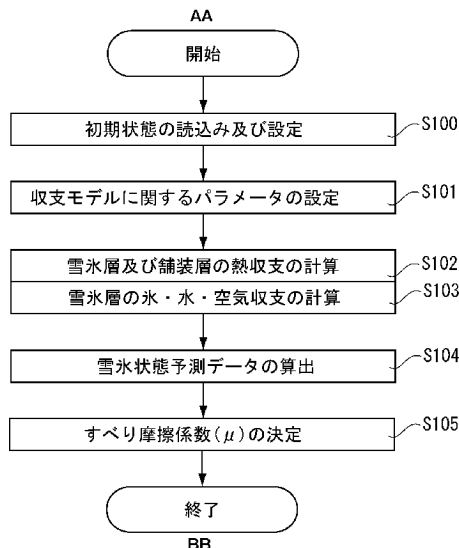 AA
開始
初期状態の読込み及び設定
S100
収支モデルに関するパラメータの設定
S101
雪氷層及び舗装層の熱収支の計算
S102
雪氷層の氷・水・空気収支の計算
S103
雪氷状態予測データの算出
S104
すべり摩擦係数(μ)の決定
S105
終了
BB